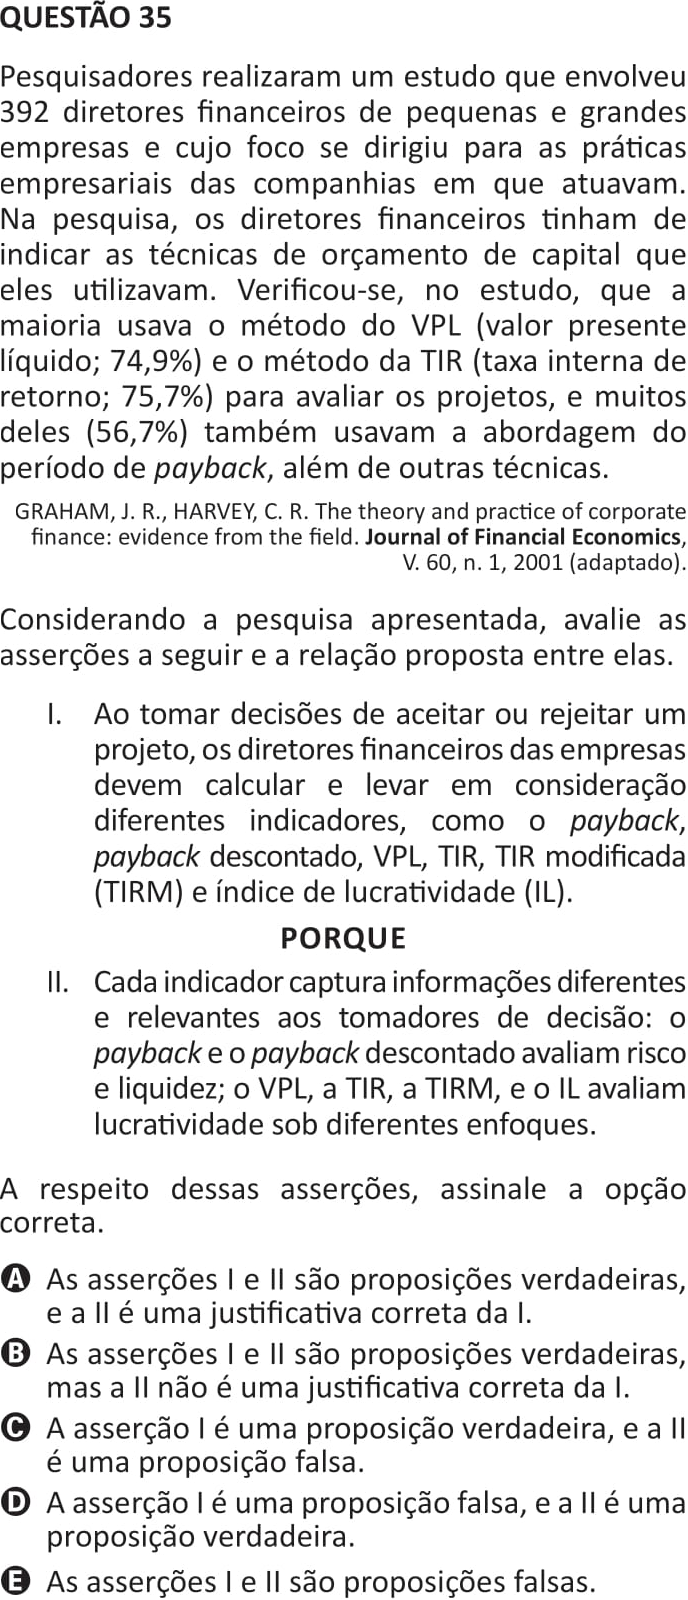 QUESTÃO 35
Pesquisadores realizaram um estudo que envolveu
392 diretores financeiros de pequenas e grandes
empresas e cujo foco se dirigiu para as práticas
empresariais das companhias em que atuavam.
Na pesquisa, os diretores financeiros tinham de
indicar as técnicas de orçamento de capital que
eles utilizavam. Verificou-se, no estudo, que a
maioria usava o método do VPL (valor presente
líquido; 74,9%) e o método da TIR (taxa interna de
retorno; 75,7%) para avaliar os projetos, e muitos
deles (56,7%) também usavam a abordagem do
período de payback, além de outras técnicas.
GRAHAM, J. R., HARVEY, C. R. The theory and practice of corporate
finance: evidence from the field. Journal of Financial Economics,
V. 60, n. 1, 2001 (adaptado).
Considerando a pesquisa apresentada, avalie as
asserções a seguir e a relação proposta entre elas.
I. Ao tomar decisões de aceitar ou rejeitar um
projeto, os diretores financeiros das empresas
devem calcular e levar em consideração
diferentes indicadores, como o payback,
payback descontado, VPL, TIR, TIR modificada
(TIRM) e índice de lucratividade (IL).
PORQUE
II. Cada indicador captura informações diferentes
e relevantes aos tomadores de decisão: o
payback e o payback descontado avaliam risco
e liquidez; o VPL, a TIR, a TIRM, e o IL avaliam
lucratividade sob diferentes enfoques.
A respeito dessas asserções, assinale a opção
correta.
A As asserções I e II são proposições verdadeiras,
e a II é uma justificativa correta da I.
B As asserções I e II são proposições verdadeiras,
mas a II não é uma justificativa correta da I.
C A asserção I é uma proposição verdadeira, e a II
é uma proposição falsa.
D A asserção I é uma proposição falsa, e a II é uma
proposição verdadeira.
E As asserções I e II são proposições falsas.